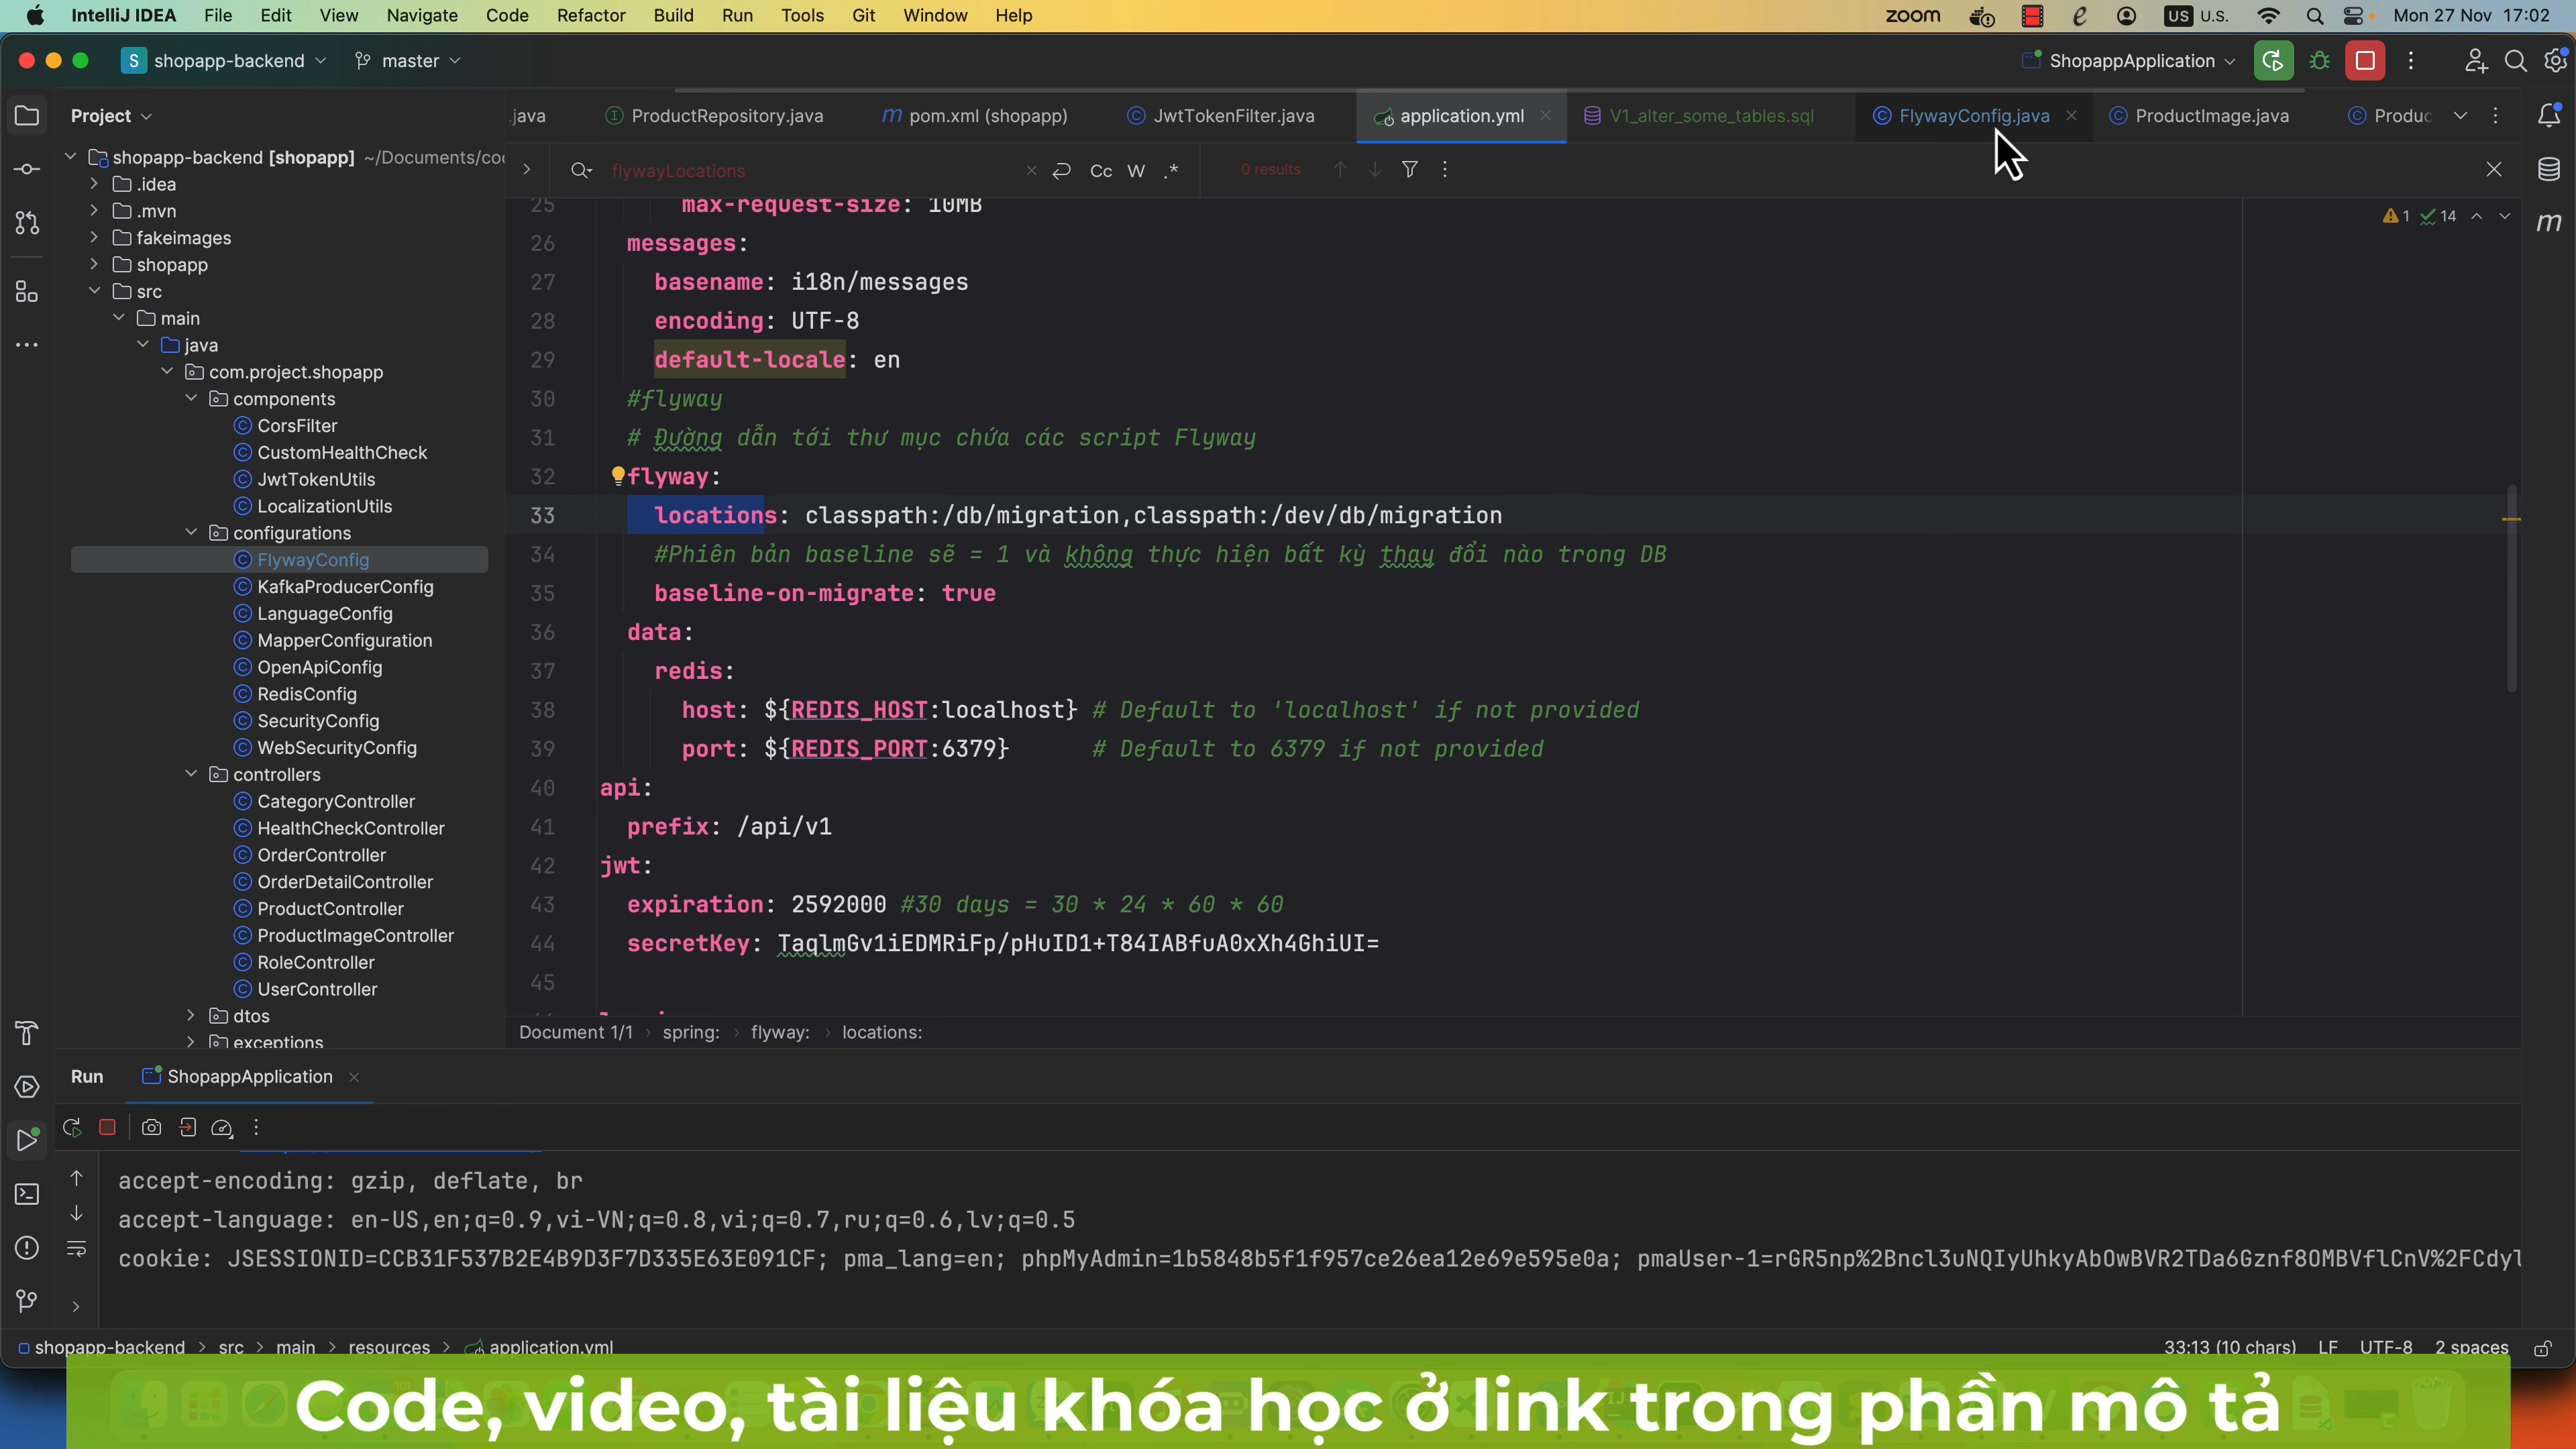 IntelliJ IDEA File Edit View Navigate Code Refactor Build Run Tools Git Window Help zoom US U.S. Mon 27 Nov 17:02
S shopapp-backend master ShopappApplication
Project
.java ProductRepository.java pom.xml (shopapp) JwtTokenFilter.java application.yml V1_alter_some_tables.sql FlywayConfig.java ProductImage.java Produc
flywayLocations Cc W .* 0 results
shopapp-backend [shopapp] ~/Documents/co
.idea
.mvn
fakeimages
shopapp
src
main
java
com.project.shopapp
components
CorsFilter
CustomHealthCheck
JwtTokenUtils
LocalizationUtils
configurations
FlywayConfig
KafkaProducerConfig
LanguageConfig
MapperConfiguration
OpenApiConfig
RedisConfig
SecurityConfig
WebSecurityConfig
controllers
CategoryController
HealthCheckController
OrderController
OrderDetailController
ProductController
ProductImageController
RoleController
UserController
dtos
exceptions
1 14
25 max-request-size: 10MB
26 messages:
27 basename: i18n/messages
28 encoding: UTF-8
29 default-locale: en
30 #flyway
31 # Đường dẫn tới thư mục chứa các script Flyway
32 flyway:
33 locations: classpath:/db/migration,classpath:/dev/db/migration
34 #Phiên bản baseline sẽ = 1 và không thực hiện bất kỳ thay đổi nào trong DB
35 baseline-on-migrate: true
36 data:
37 redis:
38 host: ${REDIS_HOST:localhost} # Default to 'localhost' if not provided
39 port: ${REDIS_PORT:6379} # Default to 6379 if not provided
40 api:
41 prefix: /api/v1
42 jwt:
43 expiration: 2592000 #30 days = 30 * 24 * 60 * 60
44 secretKey: TaqlmGv1iEDMRiFp/pHuID1+T84IABfuA0xXh4GhiUI=
45
Document 1/1 › spring: › flyway: › locations:
Run ShopappApplication
accept-encoding: gzip, deflate, br
accept-language: en-US,en;q=0.9,vi-VN;q=0.8,vi;q=0.7,ru;q=0.6,lv;q=0.5
cookie: JSESSIONID=CCB31F537B2E4B9D3F7D335E63E091CF; pma_lang=en; phpMyAdmin=1b5848b5f1f957ce26ea12e69e595e0a; pmaUser-1=rGR5np%2Bncl3uNQIyUhkyAbOwBVR2TDa6Gznf8OMBVflCnV%2FCdyl
shopapp-backend › src › main › resources › application.yml 33:13 (10 chars) LF UTF-8 2 spaces
Code, video, tài liệu khóa học ở link trong phần mô tả